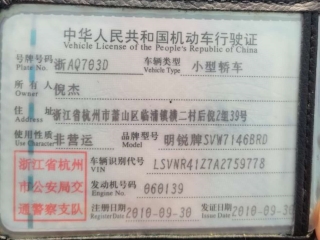 中华人民共和国机动车行驶证
Vehicle License of the People's Republic of China
号牌号码 浙AQ703D 车辆类型 小型轿车
Plate No. Vehicle Type
所有人 倪杰
Owner
住址 浙江省杭州市萧山区临浦镇横二村后倪2组39号
Address
使用性质 非营运 品牌型号 明锐牌SVW7146BRD
Use Character Model
浙江省杭州
市公安局交
通警察支队
车辆识别代号 LSVNR41Z7A2759778
VIN
发动机号码 060139
Engine No.
注册日期 2010-09-30 发证日期 2010-09-30
Register Date Issue Date